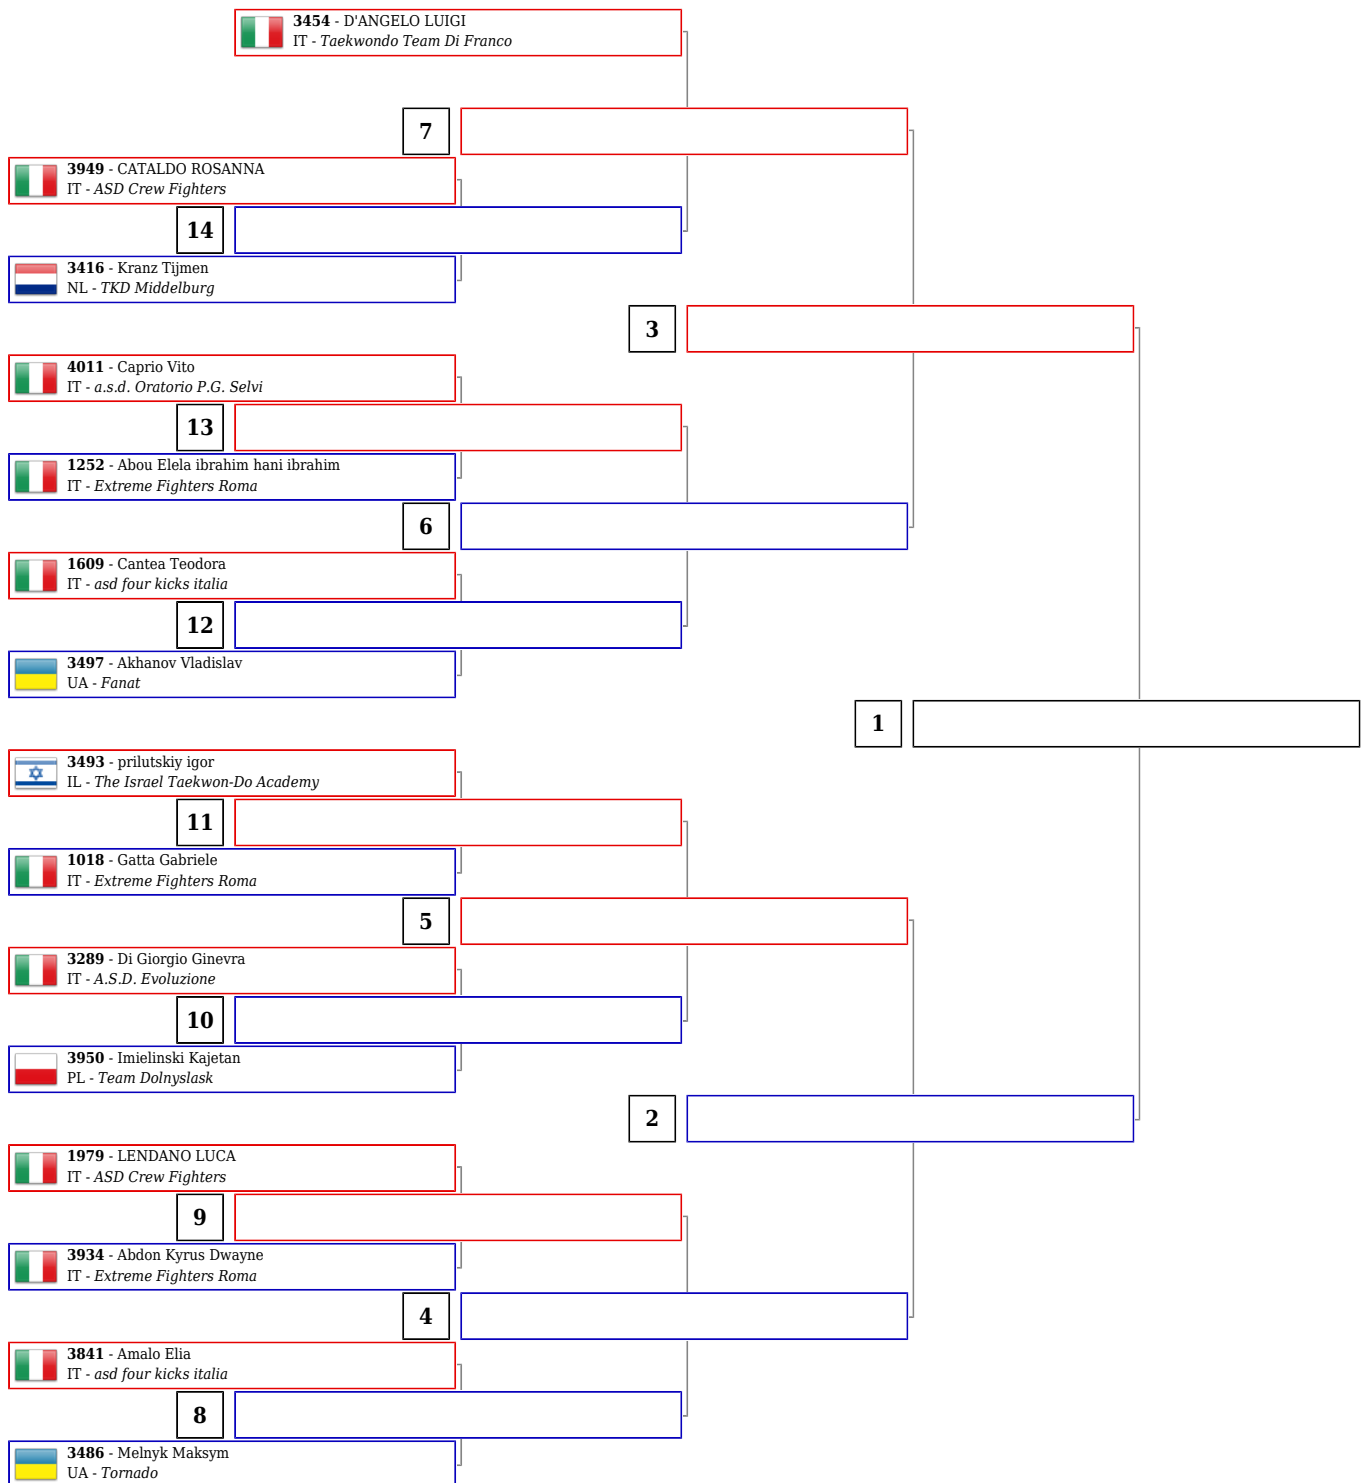 3454 - D'ANGELO LUIGI
IT - Taekwondo Team Di Franco
7
3949 - CATALDO ROSANNA
IT - ASD Crew Fighters
14
3416 - Kranz Tijmen
NL - TKD Middelburg
3
4011 - Caprio Vito
IT - a.s.d. Oratorio P.G. Selvi
13
1252 - Abou Elela ibrahim hani ibrahim
IT - Extreme Fighters Roma
6
1609 - Cantea Teodora
IT - asd four kicks italia
12
3497 - Akhanov Vladislav
UA - Fanat
1
3493 - prilutskiy igor
IL - The Israel Taekwon-Do Academy
11
1018 - Gatta Gabriele
IT - Extreme Fighters Roma
5
3289 - Di Giorgio Ginevra
IT - A.S.D. Evoluzione
10
3950 - Imielinski Kajetan
PL - Team Dolnyslask
2
1979 - LENDANO LUCA
IT - ASD Crew Fighters
9
3934 - Abdon Kyrus Dwayne
IT - Extreme Fighters Roma
4
3841 - Amalo Elia
IT - asd four kicks italia
8
3486 - Melnyk Maksym
UA - Tornado